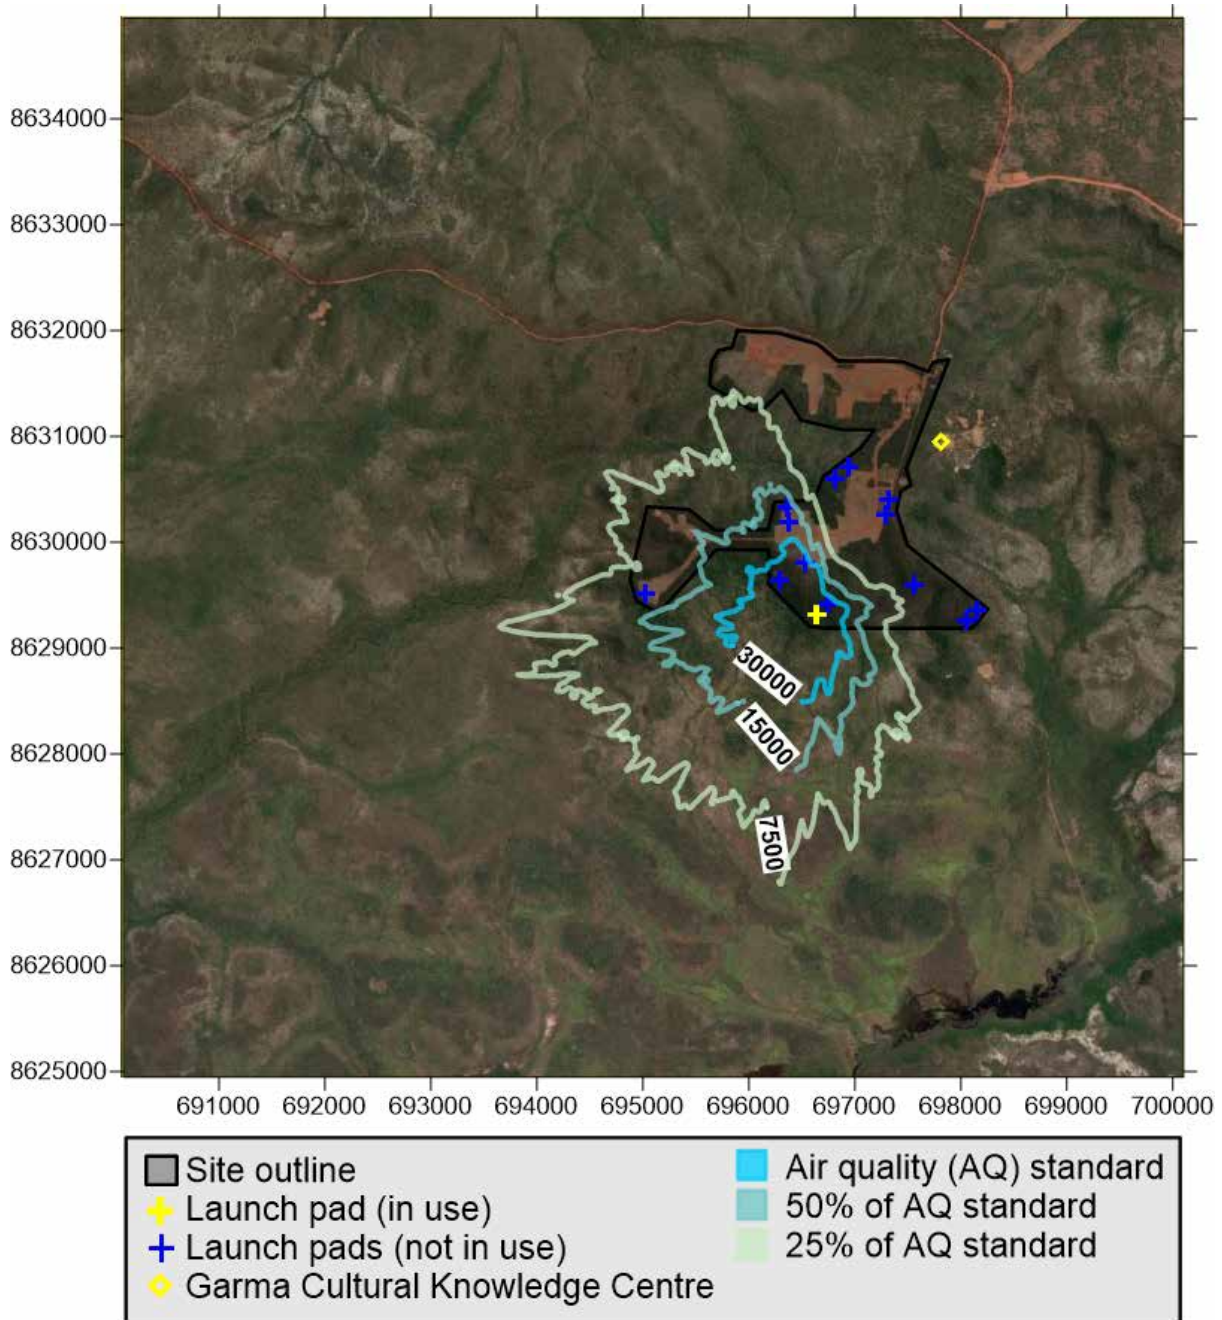 8634000
8633000
8632000
8631000
8630000
8629000
8628000
8627000
8626000
8625000
30000
15000
7500
691000 692000 693000 694000 695000 696000 697000 698000 699000 700000
Site outline
Launch pad (in use)
Launch pads (not in use)
Garma Cultural Knowledge Centre
Air quality (AQ) standard
50% of AQ standard
25% of AQ standard